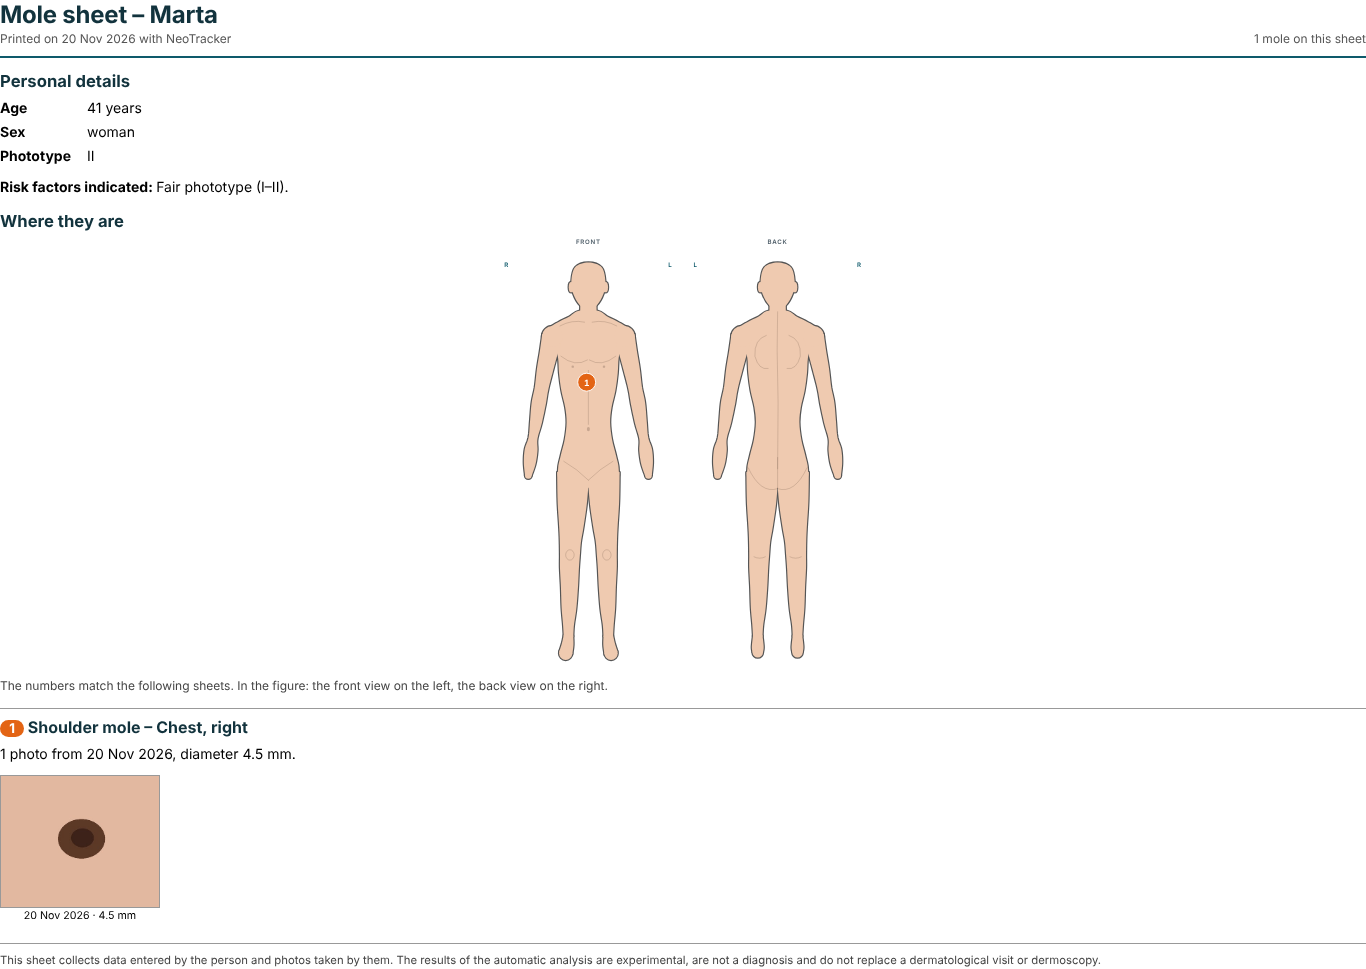 Mole sheet – Marta
Printed on 20 Nov 2026 with NeoTracker
1 mole on this sheet
Personal details
Age 41 years
Sex woman
Phototype II
Risk factors indicated: Fair phototype (I–II).
Where they are
FRONT
BACK
R
L
L
R
1
The numbers match the following sheets. In the figure: the front view on the left, the back view on the right.
1 Shoulder mole – Chest, right
1 photo from 20 Nov 2026, diameter 4.5 mm.
20 Nov 2026 · 4.5 mm
This sheet collects data entered by the person and photos taken by them. The results of the automatic analysis are experimental, are not a diagnosis and do not replace a dermatological visit or dermoscopy.